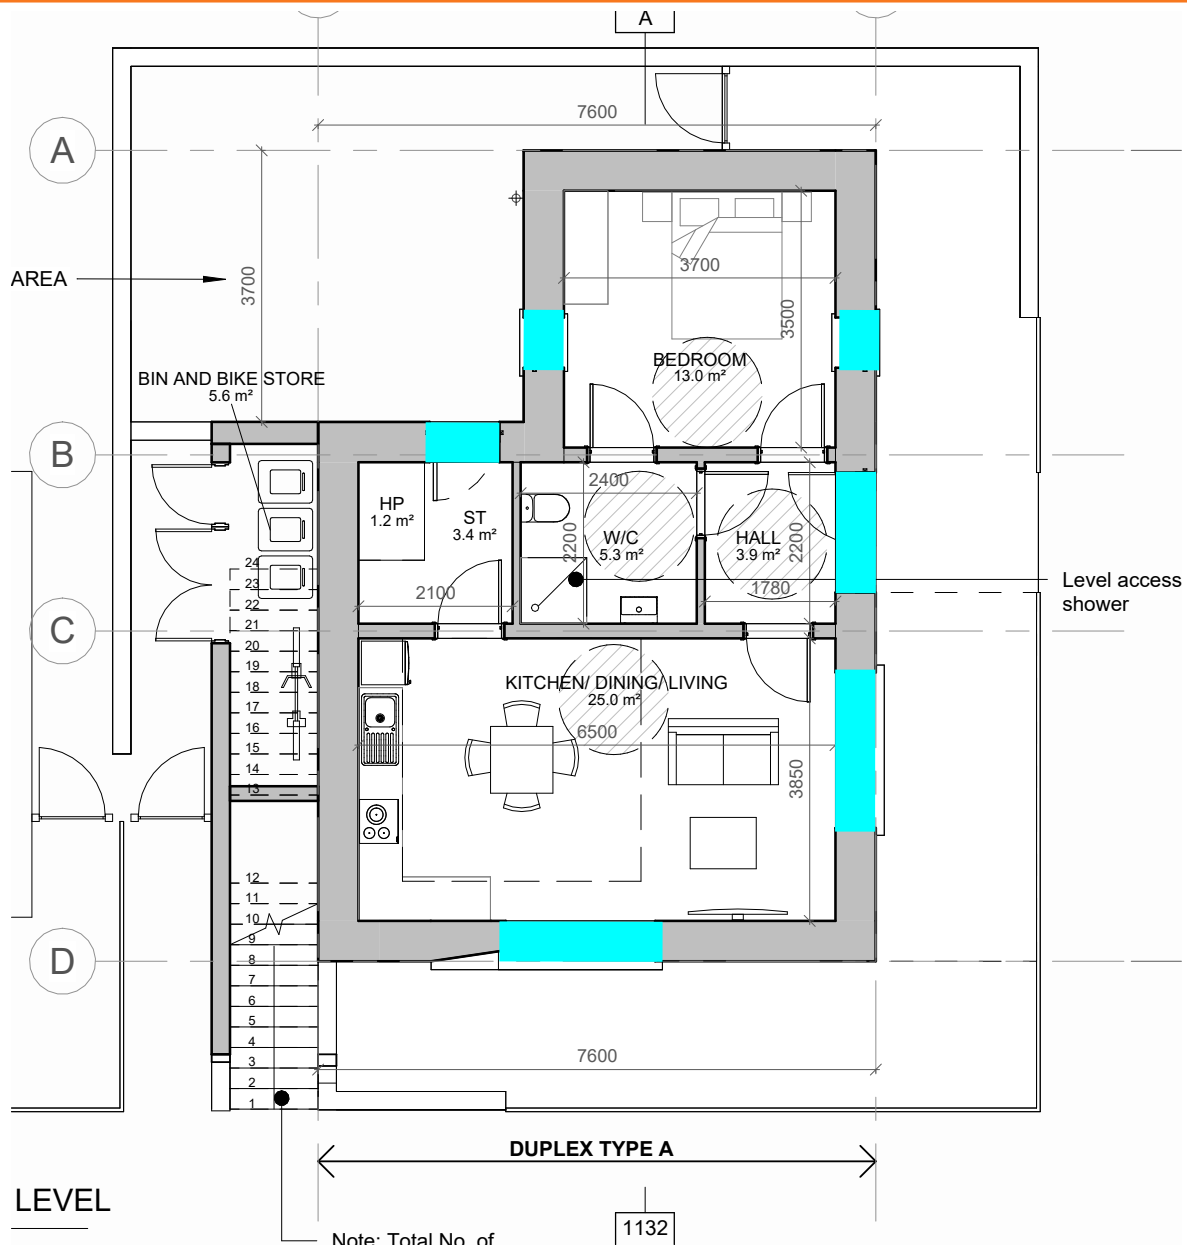 A
7600
A
3700
AREA
3700
3500
BEDROOM
13.0 m²
BIN AND BIKE STORE
5.6 m²
B
2400
HP
1.2 m²
ST
3.4 m²
W/C
5.3 m²
2200
HALL
3.9 m²
2200
24
23
22
21
20
19
18
17
16
15
14
13
2100
1780
Level access
shower
C
KITCHEN/ DINING/ LIVING
25.0 m²
6500
3850
12
11
10
9
8
7
6
5
4
3
2
1
D
7600
DUPLEX TYPE A
LEVEL
1132
Note: Total No. of